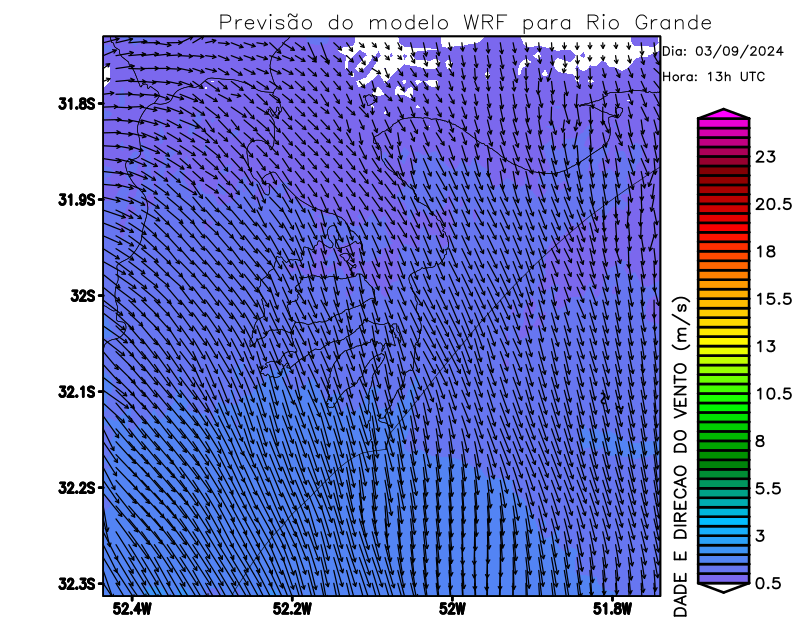 Previsão do modelo WRF para Rio Grande
Dia: 03/09/2024
Hora: 13h UTC
31.8S
31.9S
32S
32.1S
32.2S
32.3S
52.4W
52.2W
52W
51.8W
23
20.5
18
15.5
13
10.5
8
5.5
3
0.5
DADE E DIRECAO DO VENTO (m/s)